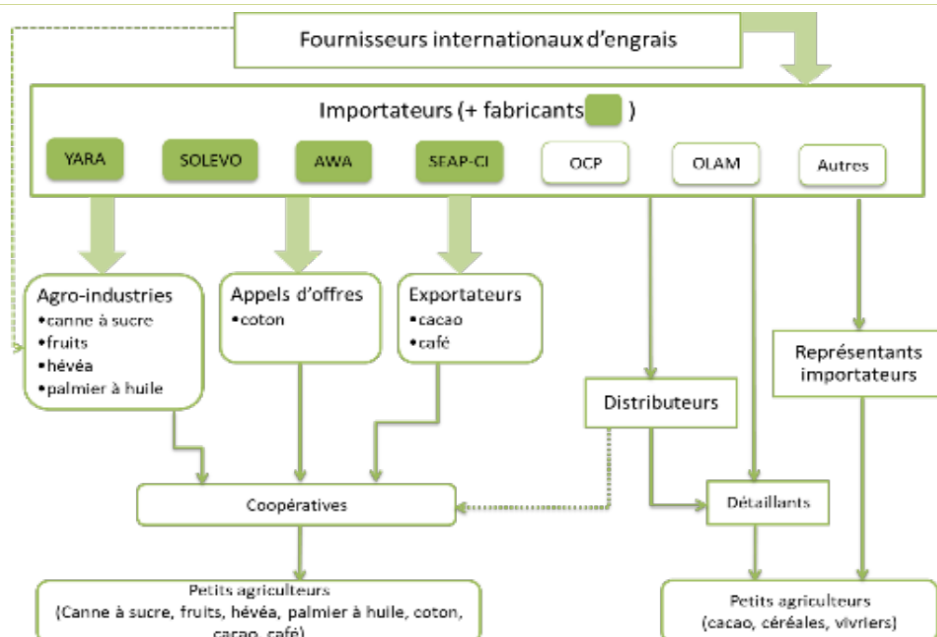 Fournisseurs internationaux d'engrais
Importateurs (+ fabricants )
YARA
SOLEVO
AWA
SEAP-CI
OCP
OLAM
Autres
Agro-industries
•canne à sucre
•fruits
•hévéa
•palmier à huile
Appels d'offres
•coton
Exportateurs
•cacao
•café
Représentants
importateurs
Distributeurs
Coopératives
Détaillants
Petits agriculteurs
(Canne à sucre, fruits, hévéa, palmier à huile, coton,
cacao, café)
Petits agriculteurs
(cacao, céréales, vivriers)